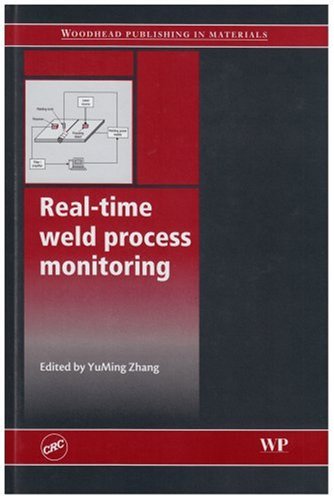 WOODHEAD PUBLISHING IN MATERIALS
Real-time
weld process
monitoring
Edited by YuMing Zhang
CRC
WP